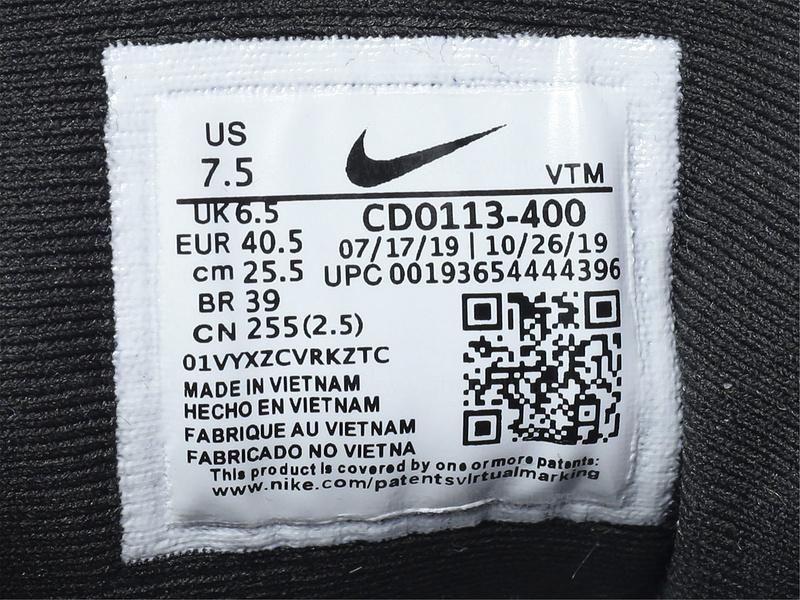 US
7.5
VTM
UK 6.5
EUR 40.5
cm 25.5
BR 39
CN 255(2.5)
CD0113-400
07/17/19 | 10/26/19
UPC 00193654444396
01VYXZCVRKZTC
MADE IN VIETNAM
HECHO EN VIETNAM
FABRIQUE AU VIETNAM
FABRICADO NO VIETNA
This product is covered by one or more patents:
www.nike.com/patentsvirtualmarking